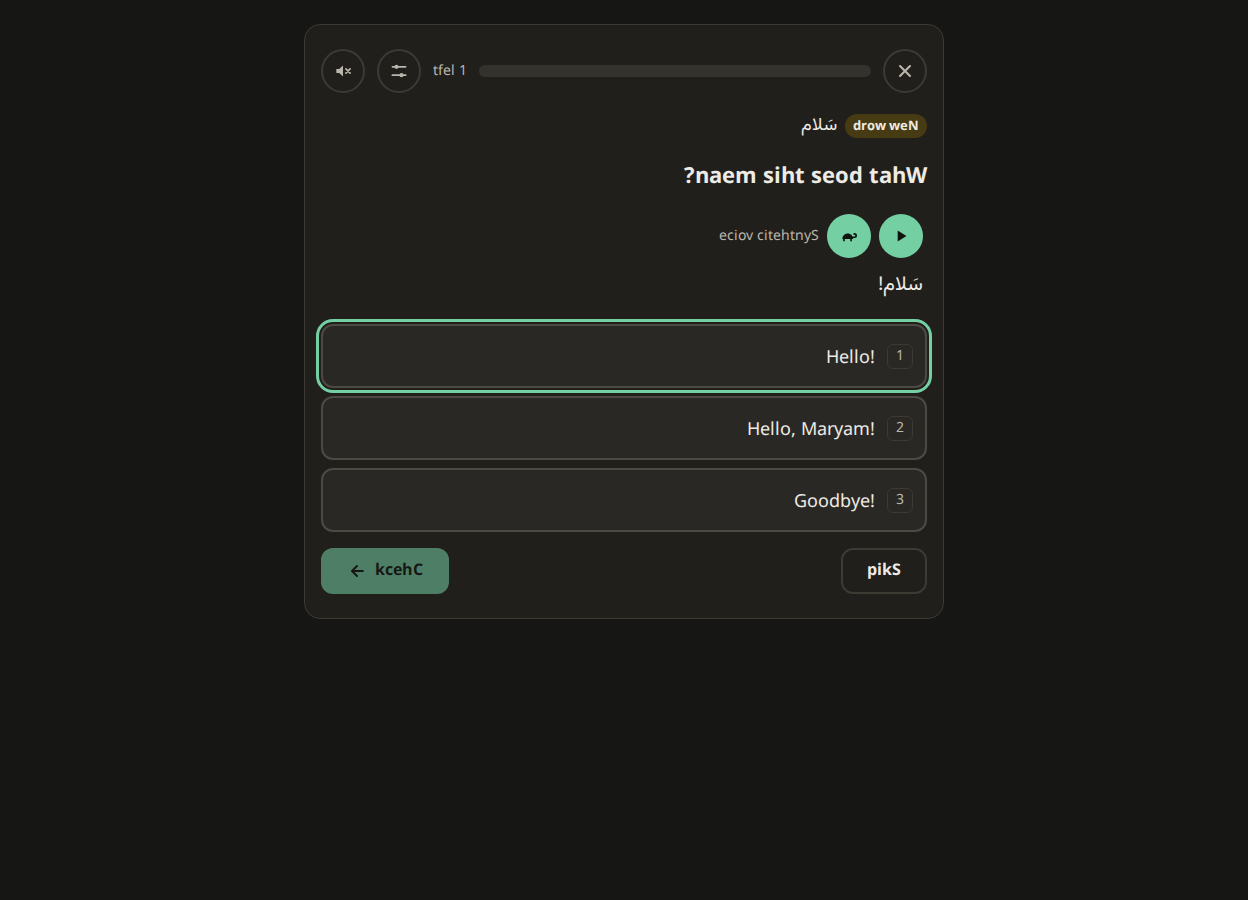 tfel 1
drow weN سَلام
?naem siht seod tahW
eciov citehtnyS
سَلام!
1 Hello!
2 Hello, Maryam!
3 Goodbye!
pikS
kcehC